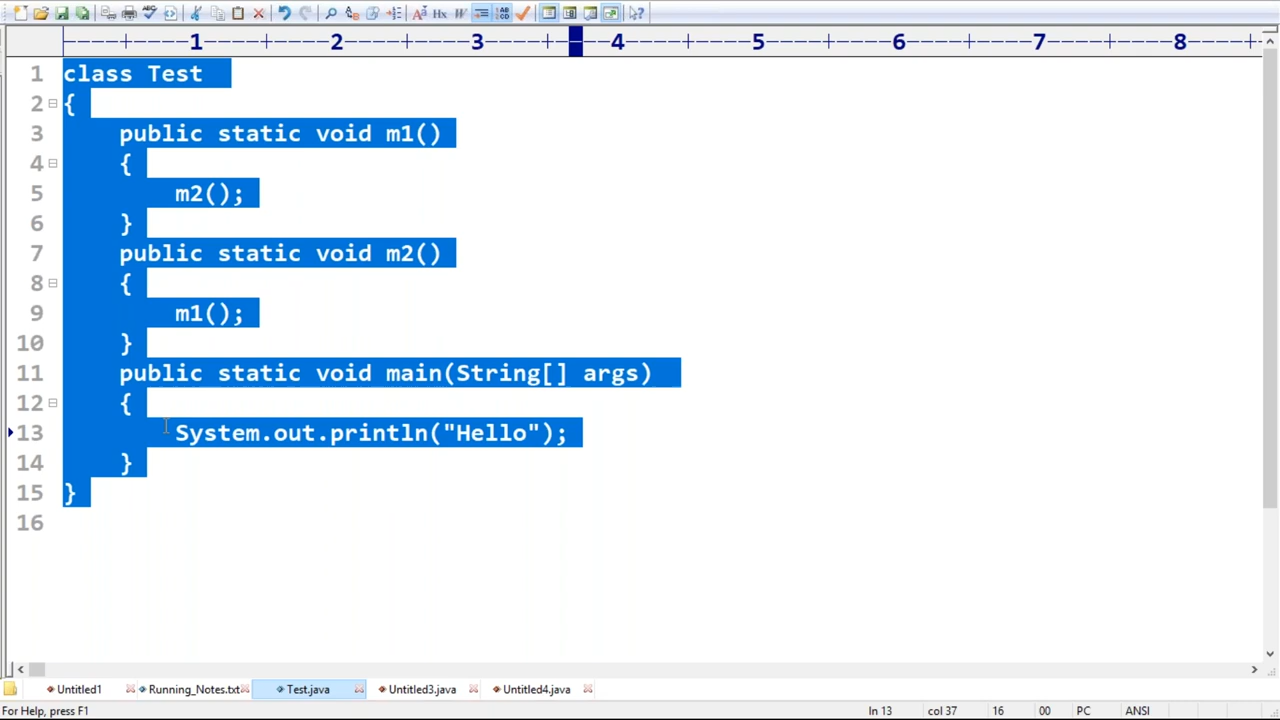 1 2 3 4 5 6 7 8
1 class Test
2 {
3 public static void m1()
4 {
5 m2();
6 }
7 public static void m2()
8 {
9 m1();
10 }
11 public static void main(String[] args)
12 {
13 System.out.println("Hello");
14 }
15 }
16
Untitled1 Running_Notes.txt Test.java Untitled3.java Untitled4.java
For Help, press F1 ln 13 col 37 16 00 PC ANSI